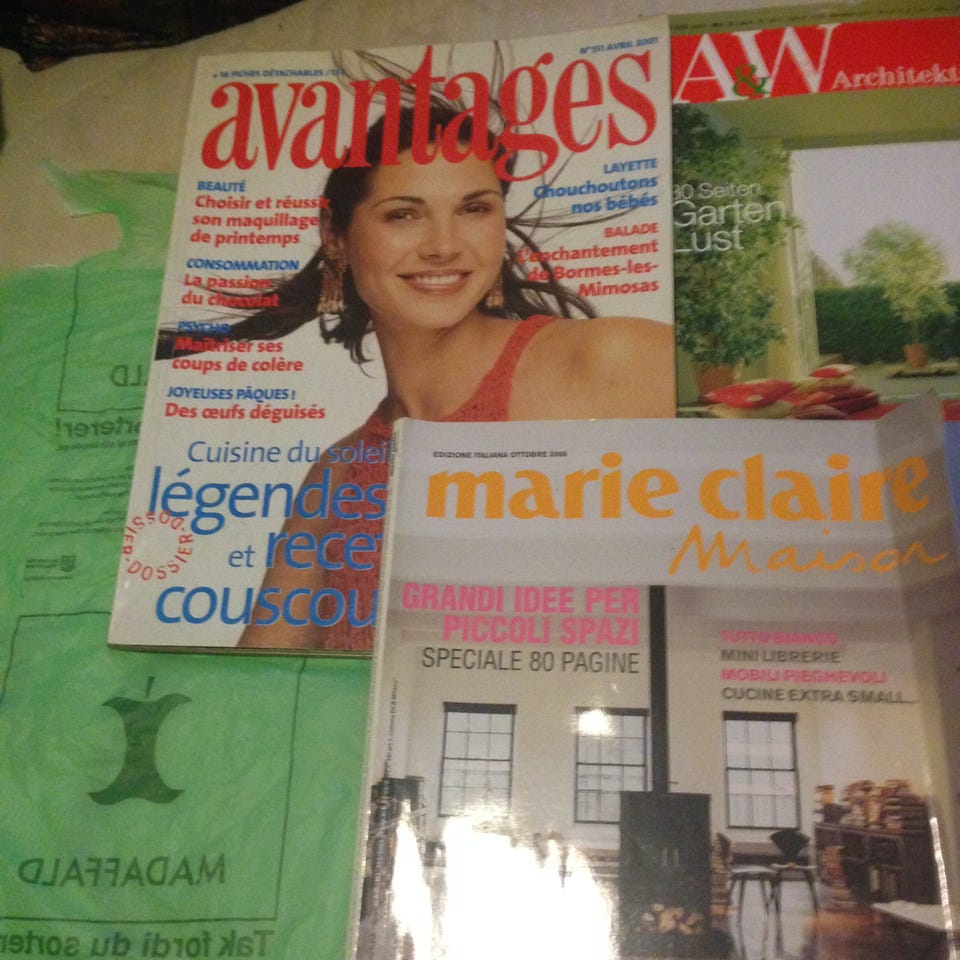 N°151 AVRIL 2001
+ 16 FICHES DÉTACHABLES /151
avantages
BEAUTÉ
Choisir et réussir
son maquillage
de printemps
CONSOMMATION
La passion
du chocolat
PSYCHO
Maîtriser ses
coups de colère
JOYEUSES PÂQUES !
Des œufs déguisés
Cuisine du soleil
légendes
et recet
couscou
DOSSIER DOSSIER
LAYETTE
Chouchoutons
nos bébés
BALADE
L'enchantement
de Bormes-les-
Mimosas
A&W Architekt
80 Seiten
Garten
Lust
EDIZIONE ITALIANA OTTOBRE 2006
marie claire
Maison
GRANDI IDEE PER
PICCOLI SPAZI
SPECIALE 80 PAGINE
TUTTO BIANCO
MINI LIBRERIE
MOBILI PIEGHEVOLI
CUCINE EXTRA SMALL...
orterer!
MADAFFALD
Tak fordi du sorter